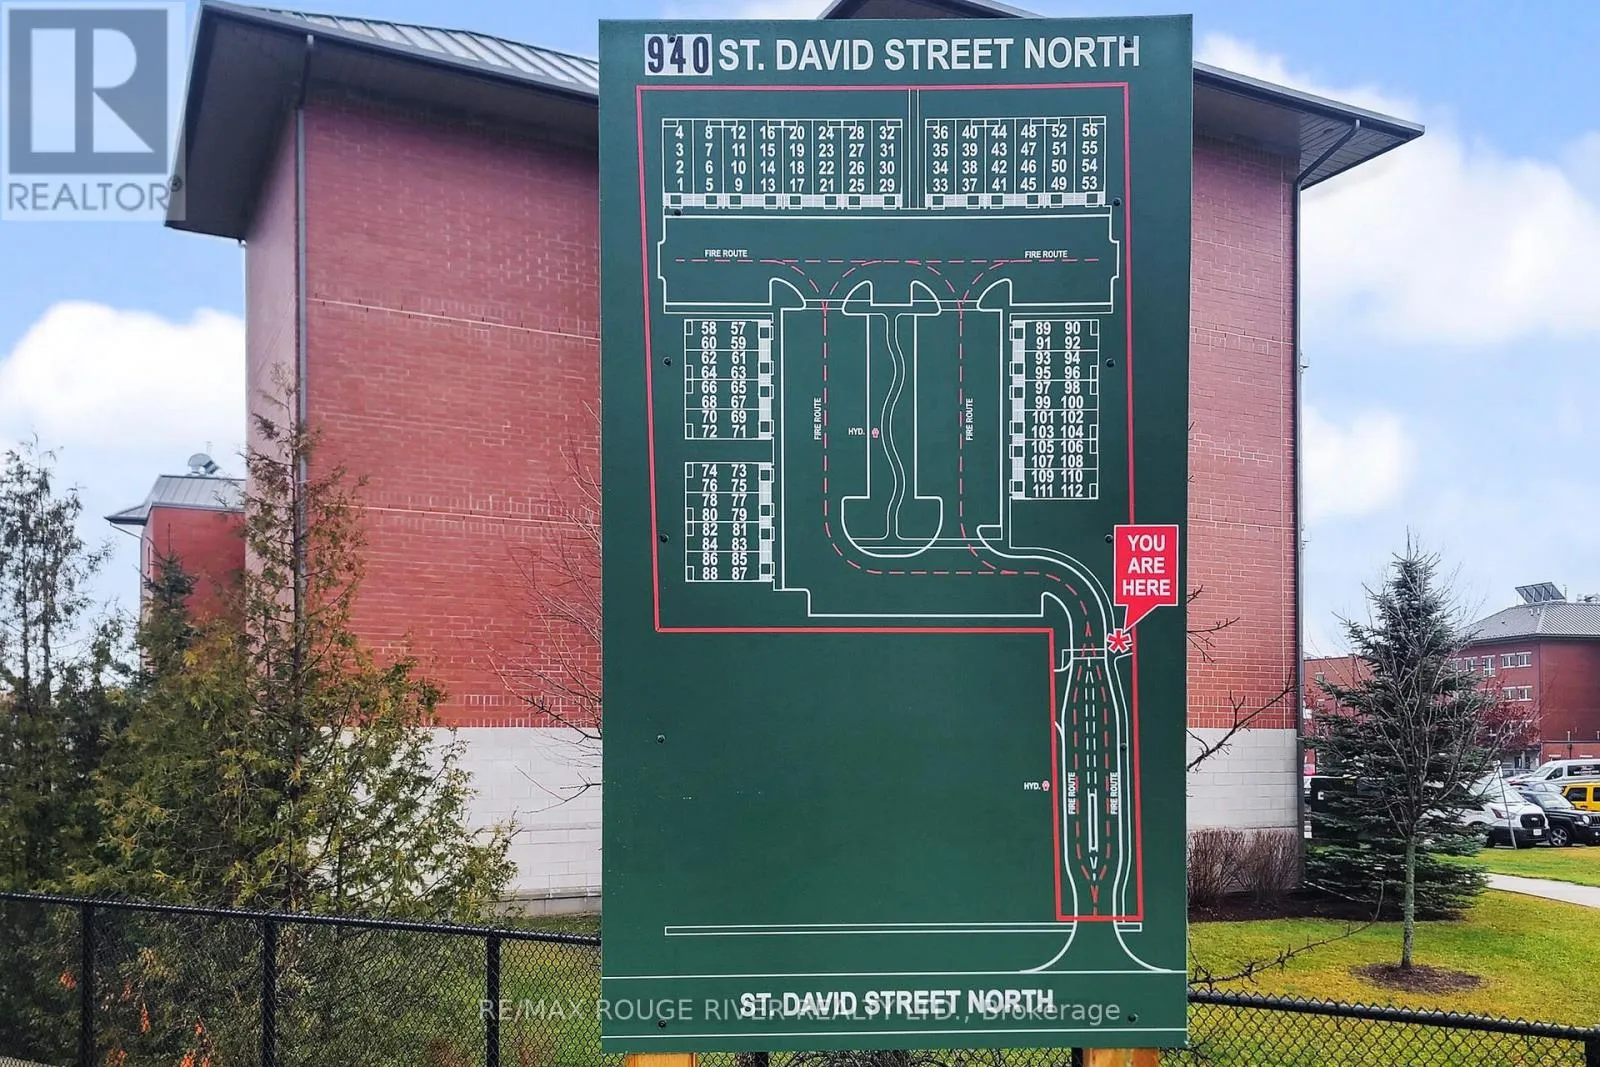 REALTOR®
940 ST. DAVID STREET NORTH
4 8 12 16 20 24 28 32 36 40 44 48 52 56
3 7 11 15 19 23 27 31 35 39 43 47 51 55
2 6 10 14 18 22 26 30 34 38 42 46 50 54
1 5 9 13 17 21 25 29 33 37 41 45 49 53
FIRE ROUTE FIRE ROUTE
58 57
60 59
62 61
64 63
66 65
68 67
70 69
72 71
74 73
76 75
78 77
80 79
82 81
84 83
86 85
88 87
FIRE ROUTE
HYD.
FIRE ROUTE
89 90
91 92
93 94
95 96
97 98
99 100
101 102
103 104
105 106
107 108
109 110
111 112
YOU
ARE
HERE
HYD.
FIRE ROUTE
FIRE ROUTE
ST. DAVID STREET NORTH
RE/MAX ROUGE RIVER REALTY LTD., Brokerage